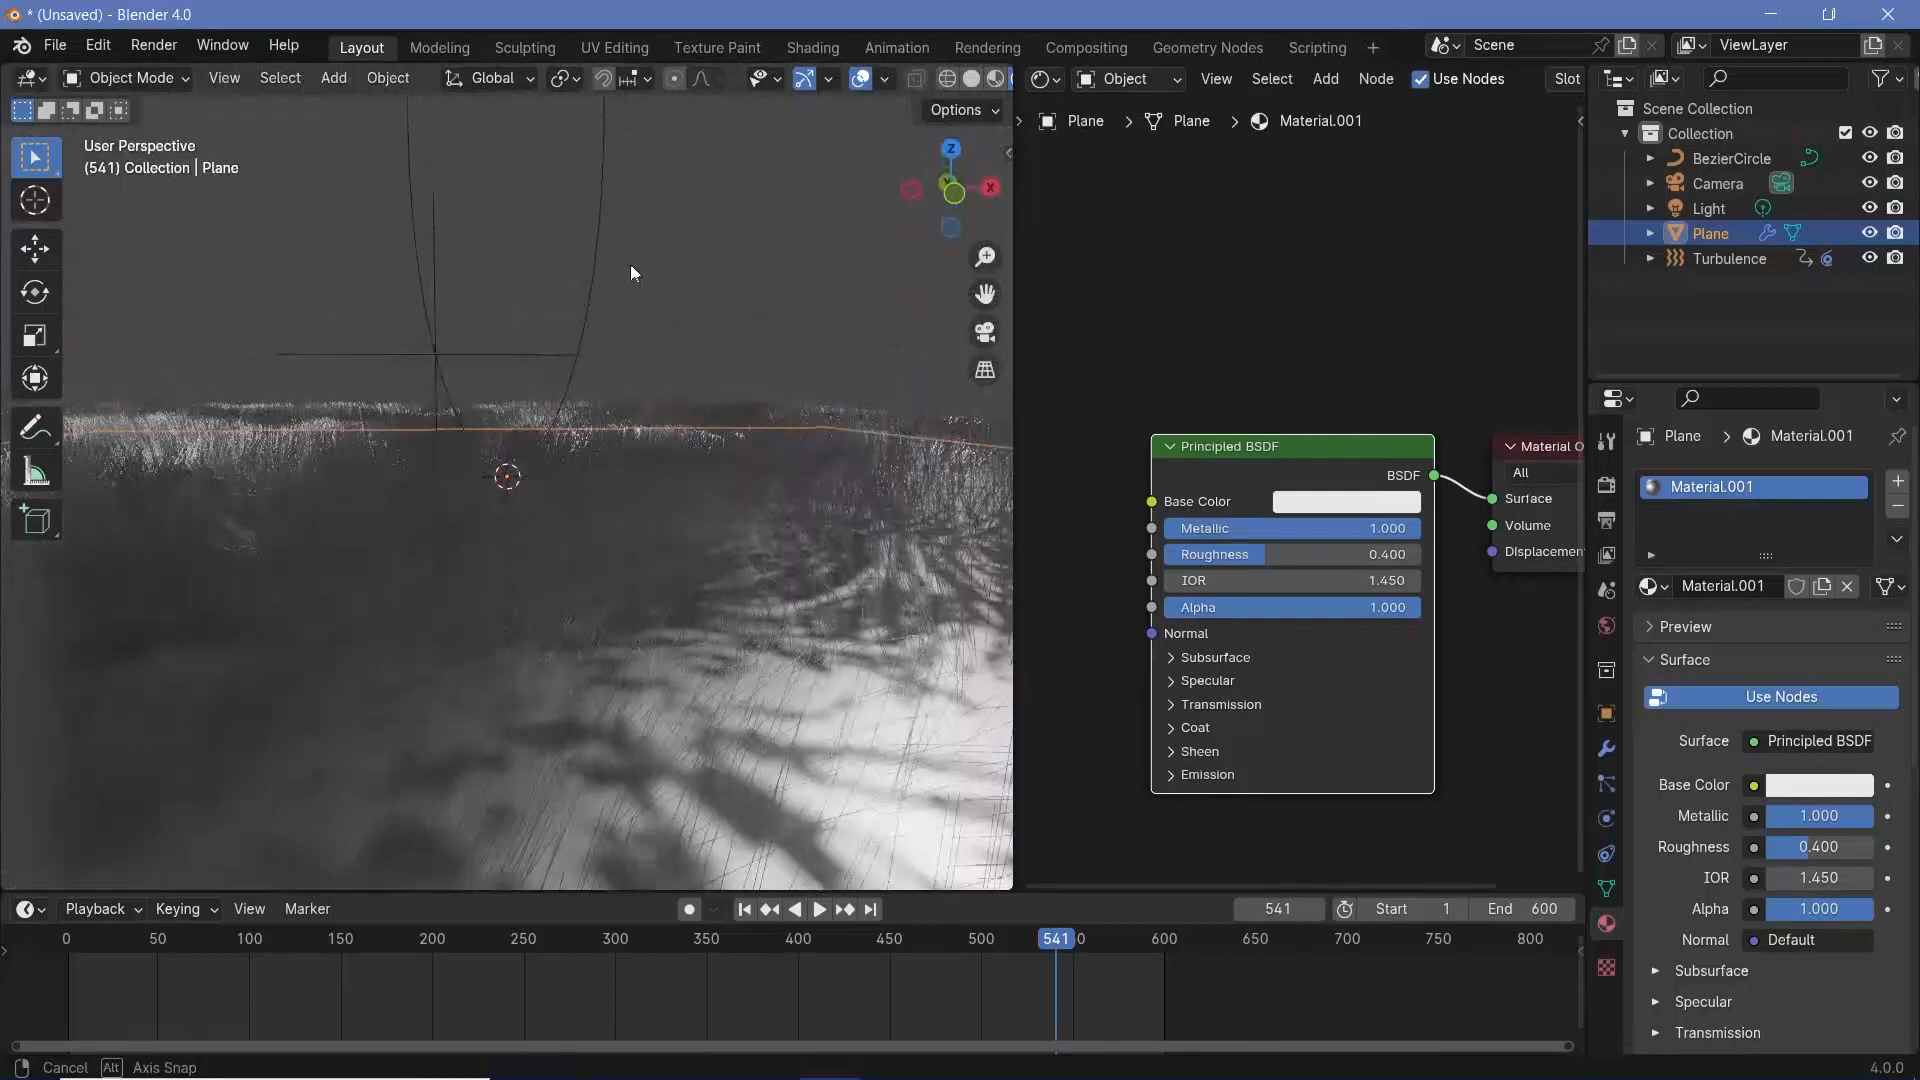 * (Unsaved) - Blender 4.0
File Edit Render Window Help Layout Modeling Sculpting UV Editing Texture Paint Shading Animation Rendering Compositing Geometry Nodes Scripting + Scene ViewLayer
Object Mode View Select Add Object Global
Object View Select Add Node Use Nodes Slot
Options
User Perspective
(541) Collection | Plane
Z
X
Plane > Plane > Material.001
Principled BSDF
BSDF
Base Color
Metallic 1.000
Roughness 0.400
IOR 1.450
Alpha 1.000
Normal
Subsurface
Specular
Transmission
Coat
Sheen
Emission
Material O
All
Surface
Volume
Displacemen
Scene Collection
Collection
BezierCircle
Camera
Light
Plane
Turbulence
Plane > Material.001
Material.001
Material.001
Preview
Surface
Use Nodes
Surface Principled BSDF
Base Color
Metallic 1.000
Roughness 0.400
IOR 1.450
Alpha 1.000
Normal Default
Subsurface
Specular
Transmission
Playback Keying View Marker 541 Start 1 End 600
0 50 100 150 200 250 300 350 400 450 500 541 0 600 650 700 750 800
Cancel Alt Axis Snap 4.0.0